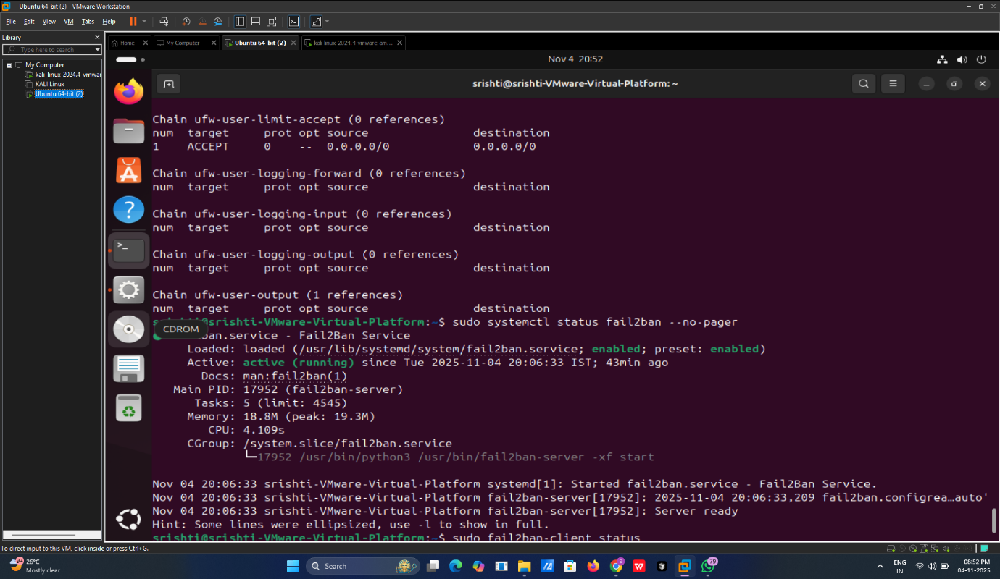 Ubuntu 64-bit (2) - VMware Workstation
File Edit View VM Tabs Help
Library
Type here to search
My Computer
kali-linux-2024.4-vmwar
KALI Linux
Ubuntu 64-bit (2)
Home
My Computer
Ubuntu 64-bit (2)
kali-linux-2024.4-vmware-am...
Nov 4 20:52
srishti@srishti-VMware-Virtual-Platform: ~
Chain ufw-user-limit-accept (0 references)
num target prot opt source destination
1 ACCEPT 0 -- 0.0.0.0/0 0.0.0.0/0
Chain ufw-user-logging-forward (0 references)
num target prot opt source destination
Chain ufw-user-logging-input (0 references)
num target prot opt source destination
Chain ufw-user-logging-output (0 references)
num target prot opt source destination
Chain ufw-user-output (1 references)
num target prot opt source destination
srishti@srishti-VMware-Virtual-Platform:~$ sudo systemctl status fail2ban --no-pager
CDROM
ban.service - Fail2Ban Service
Loaded: loaded (/usr/lib/systemd/system/fail2ban.service; enabled; preset: enabled)
Active: active (running) since Tue 2025-11-04 20:06:33 IST; 43min ago
Docs: man:fail2ban(1)
Main PID: 17952 (fail2ban-server)
Tasks: 5 (limit: 4545)
Memory: 18.8M (peak: 19.3M)
CPU: 4.109s
CGroup: /system.slice/fail2ban.service
└─17952 /usr/bin/python3 /usr/bin/fail2ban-server -xf start
Nov 04 20:06:33 srishti-VMware-Virtual-Platform systemd[1]: Started fail2ban.service - Fail2Ban Service.
Nov 04 20:06:33 srishti-VMware-Virtual-Platform fail2ban-server[17952]: 2025-11-04 20:06:33,209 fail2ban.configrea…auto'
Nov 04 20:06:33 srishti-VMware-Virtual-Platform fail2ban-server[17952]: Server ready
Hint: Some lines were ellipsized, use -l to show in full.
srishti@srishti-VMware-Virtual-Platform:~$ sudo fail2ban-client status
To direct input to this VM, click inside or press Ctrl+G.
9+
26°C
Mostly clear
Search
8
79
ENG
IN
08:52 PM
04-11-2025